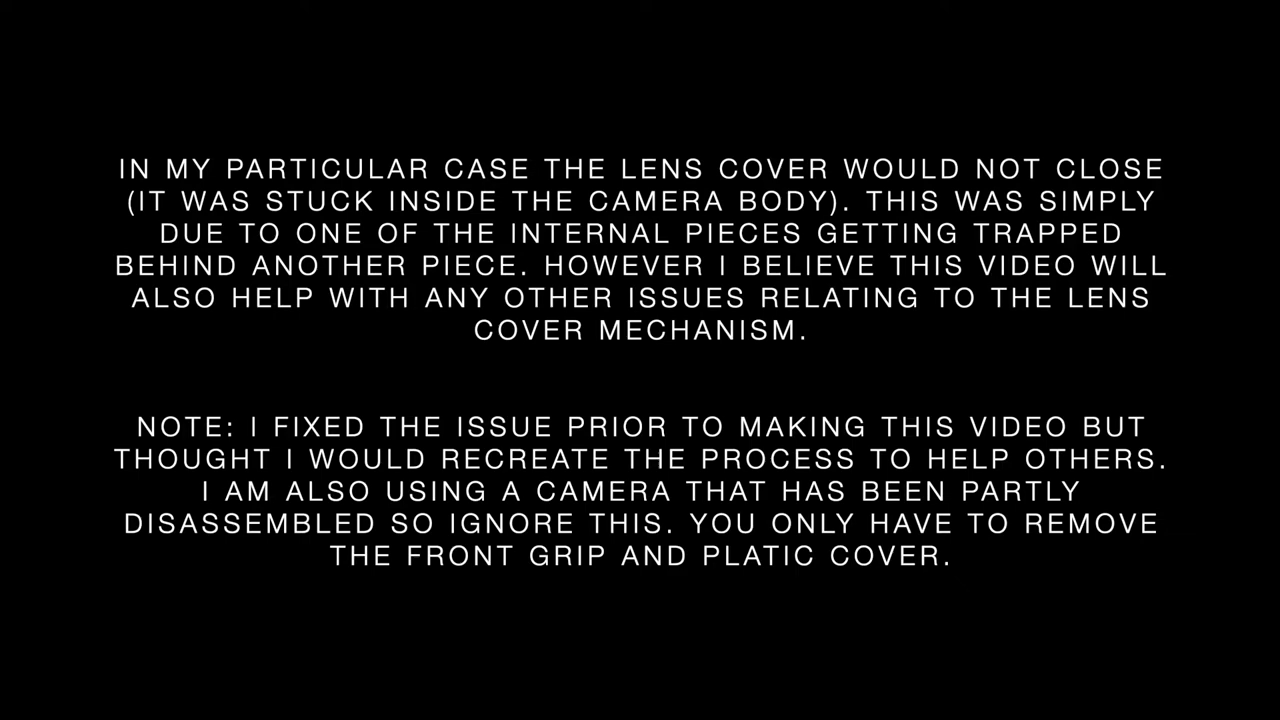 IN MY PARTICULAR CASE THE LENS COVER WOULD NOT CLOSE
(IT WAS STUCK INSIDE THE CAMERA BODY). THIS WAS SIMPLY
DUE TO ONE OF THE INTERNAL PIECES GETTING TRAPPED
BEHIND ANOTHER PIECE. HOWEVER I BELIEVE THIS VIDEO WILL
ALSO HELP WITH ANY OTHER ISSUES RELATING TO THE LENS
COVER MECHANISM.
NOTE: I FIXED THE ISSUE PRIOR TO MAKING THIS VIDEO BUT
THOUGHT I WOULD RECREATE THE PROCESS TO HELP OTHERS.
I AM ALSO USING A CAMERA THAT HAS BEEN PARTLY
DISASSEMBLED SO IGNORE THIS. YOU ONLY HAVE TO REMOVE
THE FRONT GRIP AND PLATIC COVER.